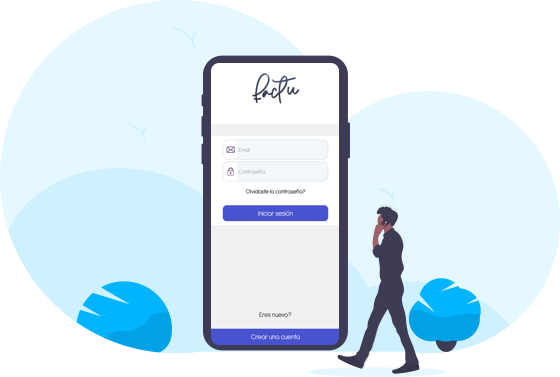 factu
Email
Contraseña
Olvidaste la contraseña?
Iniciar sesión
Eres nuevo?
Crear una cuenta